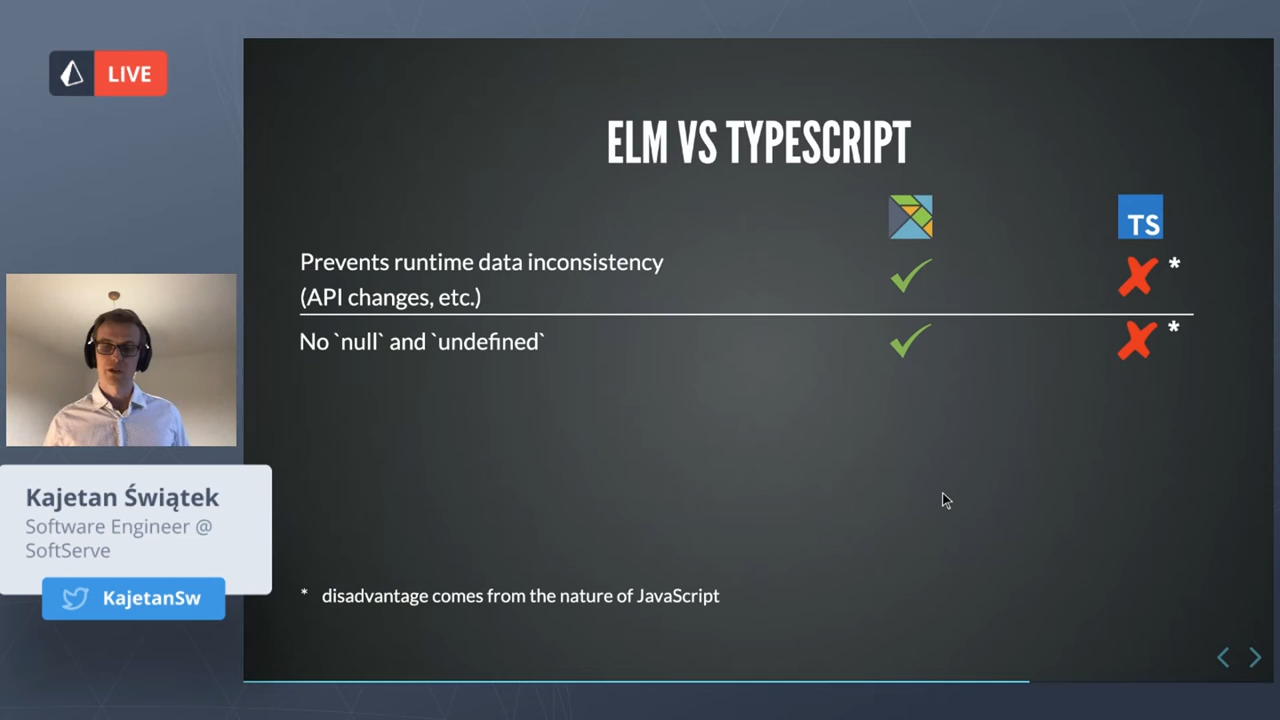 LIVE
ELM VS TYPESCRIPT
TS
Prevents runtime data inconsistency
(API changes, etc.)
*
No `null` and `undefined`
*
Kajetan Świątek
Software Engineer @
SoftServe
KajetanSw
* disadvantage comes from the nature of JavaScript